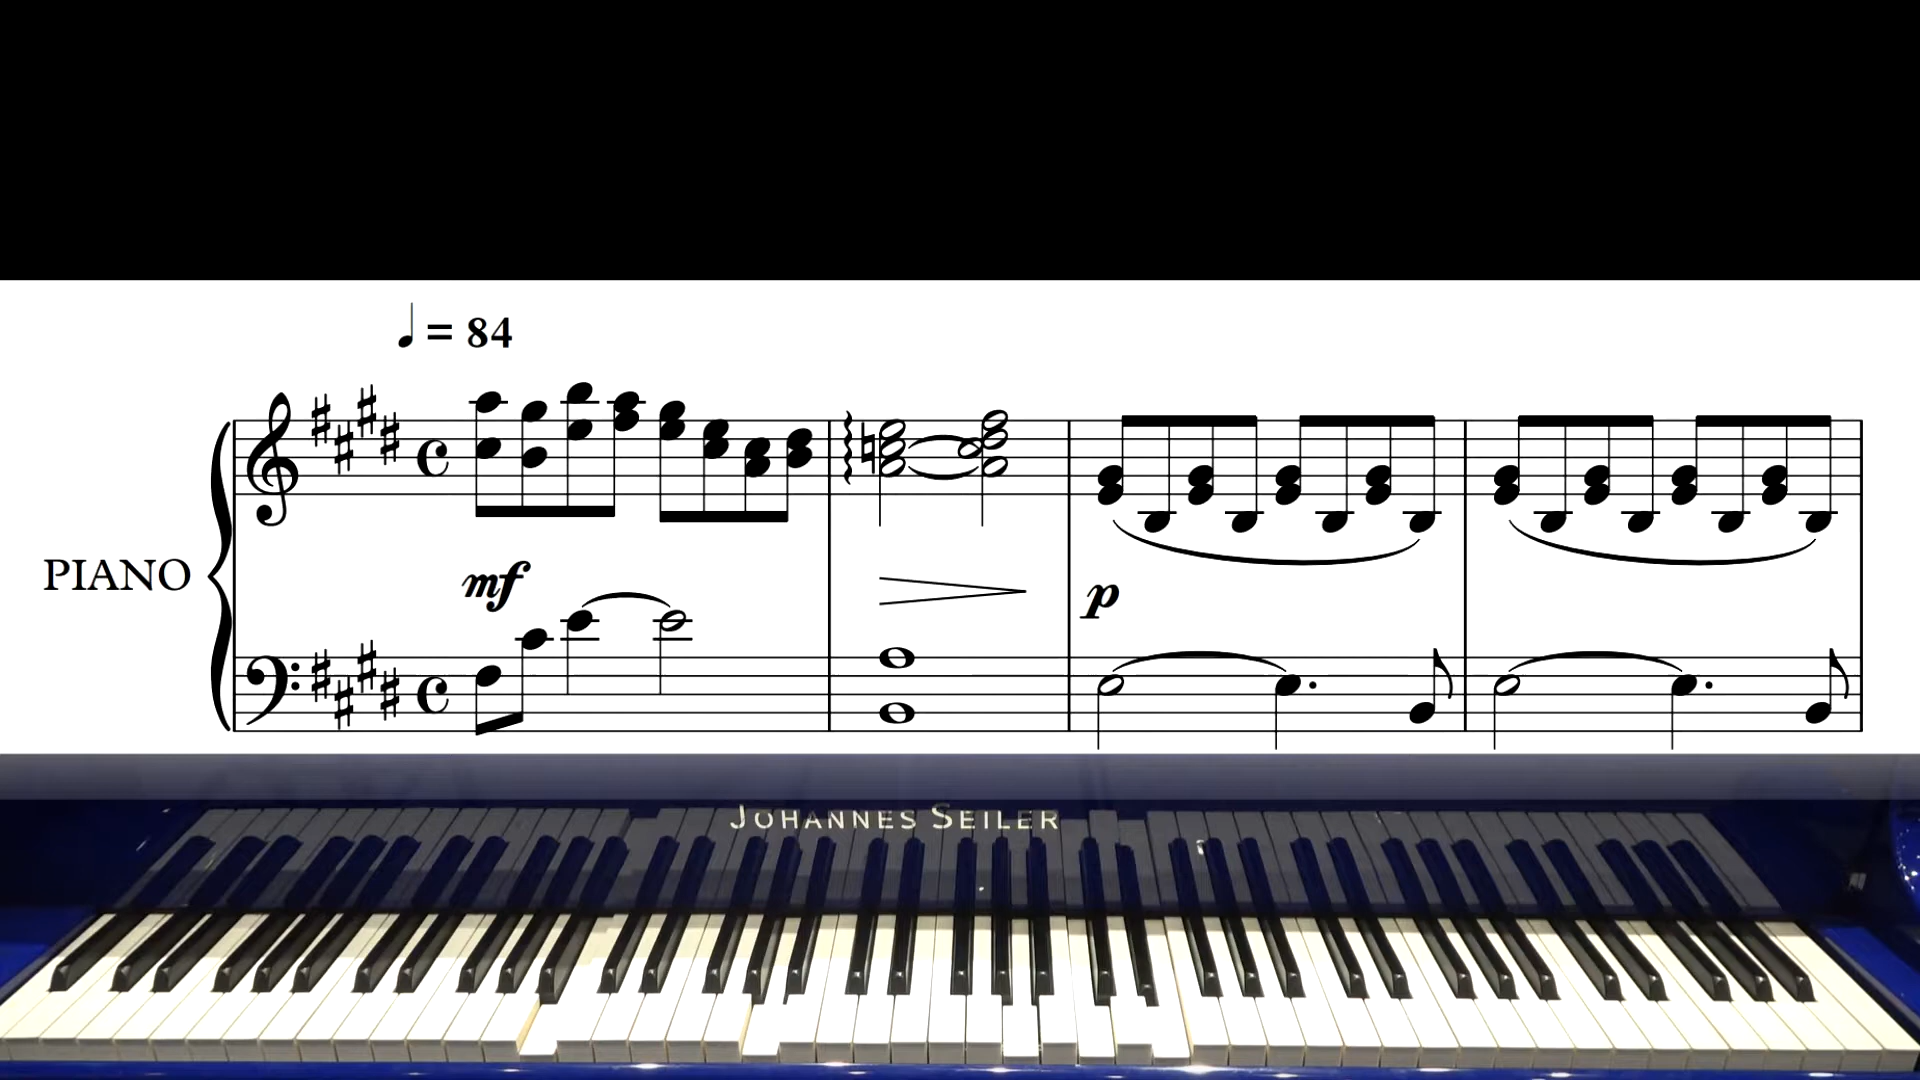 ♩ = 84
PIANO
mf
p
JOHANNES SEILER